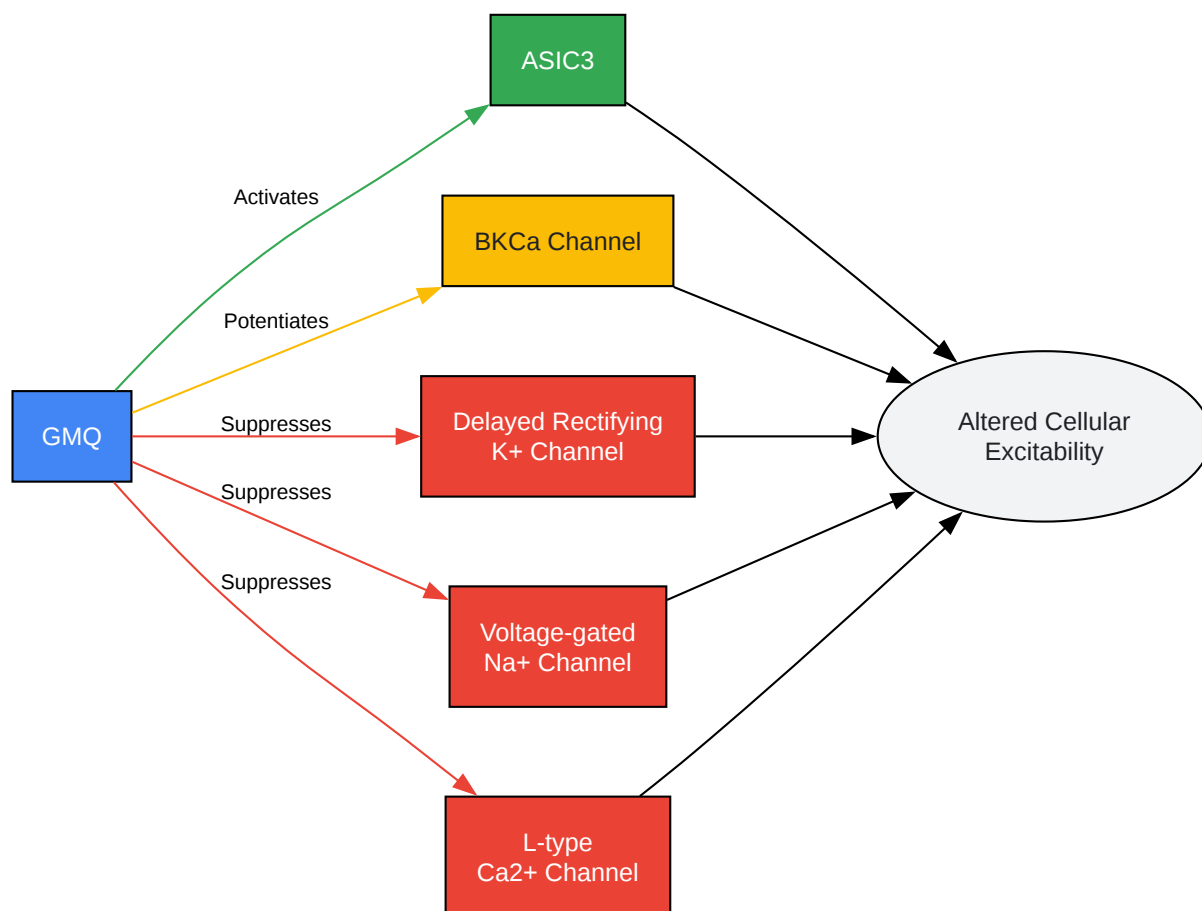 ASIC3
Activates
BKCa Channel
Potentiates
GMQ
Suppresses
Delayed Rectifying
K+ Channel
Altered Cellular
Excitability
Suppresses
Suppresses
Voltage-gated
Na+ Channel
L-type
Ca2+ Channel